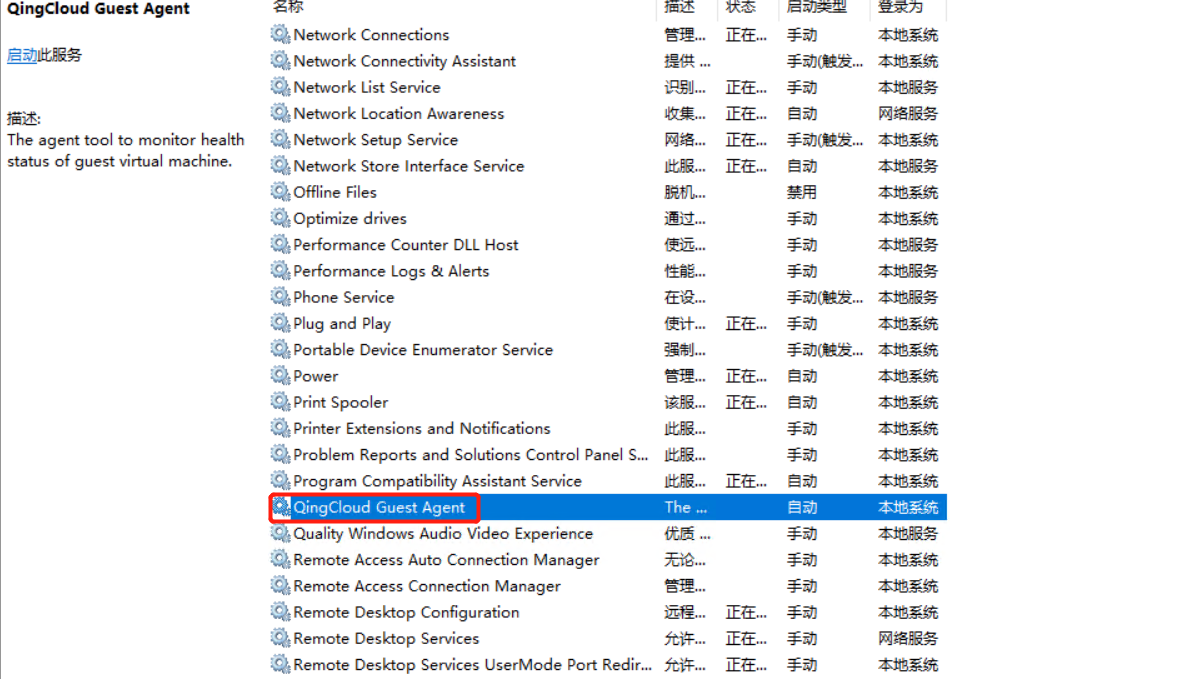 QingCloud Guest Agent
启动此服务
描述:
The agent tool to monitor health
status of guest virtual machine.
名称 描述 状态 启动类型 登录为
Network Connections 管理... 正在... 手动 本地系统
Network Connectivity Assistant 提供 ... 手动(触发... 本地系统
Network List Service 识别... 正在... 手动 本地服务
Network Location Awareness 收集... 正在... 自动 网络服务
Network Setup Service 网络... 正在... 手动(触发... 本地系统
Network Store Interface Service 此服... 正在... 自动 本地服务
Offline Files 脱机... 禁用 本地系统
Optimize drives 通过... 手动 本地系统
Performance Counter DLL Host 使远... 手动 本地服务
Performance Logs & Alerts 性能... 手动 本地服务
Phone Service 在设... 手动(触发... 本地服务
Plug and Play 使计... 正在... 手动 本地系统
Portable Device Enumerator Service 强制... 手动(触发... 本地系统
Power 管理... 正在... 自动 本地系统
Print Spooler 该服... 正在... 自动 本地系统
Printer Extensions and Notifications 此服... 手动 本地系统
Problem Reports and Solutions Control Panel S... 此服... 手动 本地系统
Program Compatibility Assistant Service 此服... 正在... 自动 本地系统
QingCloud Guest Agent The ... 自动 本地系统
Quality Windows Audio Video Experience 优质 ... 手动 本地服务
Remote Access Auto Connection Manager 无论... 手动 本地系统
Remote Access Connection Manager 管理... 手动 本地系统
Remote Desktop Configuration 远程... 正在... 手动 本地系统
Remote Desktop Services 允许... 正在... 手动 网络服务
Remote Desktop Services UserMode Port Redir... 允许... 正在... 手动 本地系统